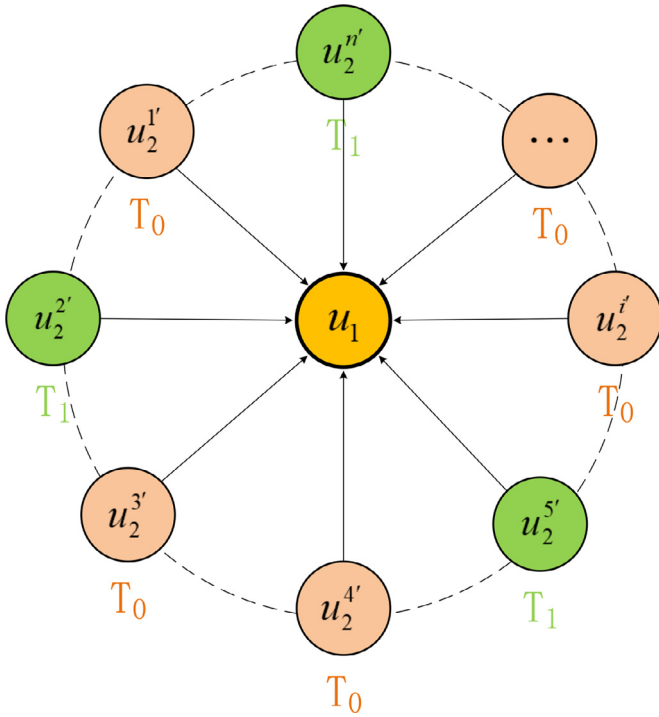 u_2^{n'}
T_1
u_2^{1'}
T_0
⋯
T_0
u_2^{2'}
T_1
u_1
u_2^{i'}
T_0
u_2^{3'}
T_0
u_2^{5'}
T_1
u_2^{4'}
T_0